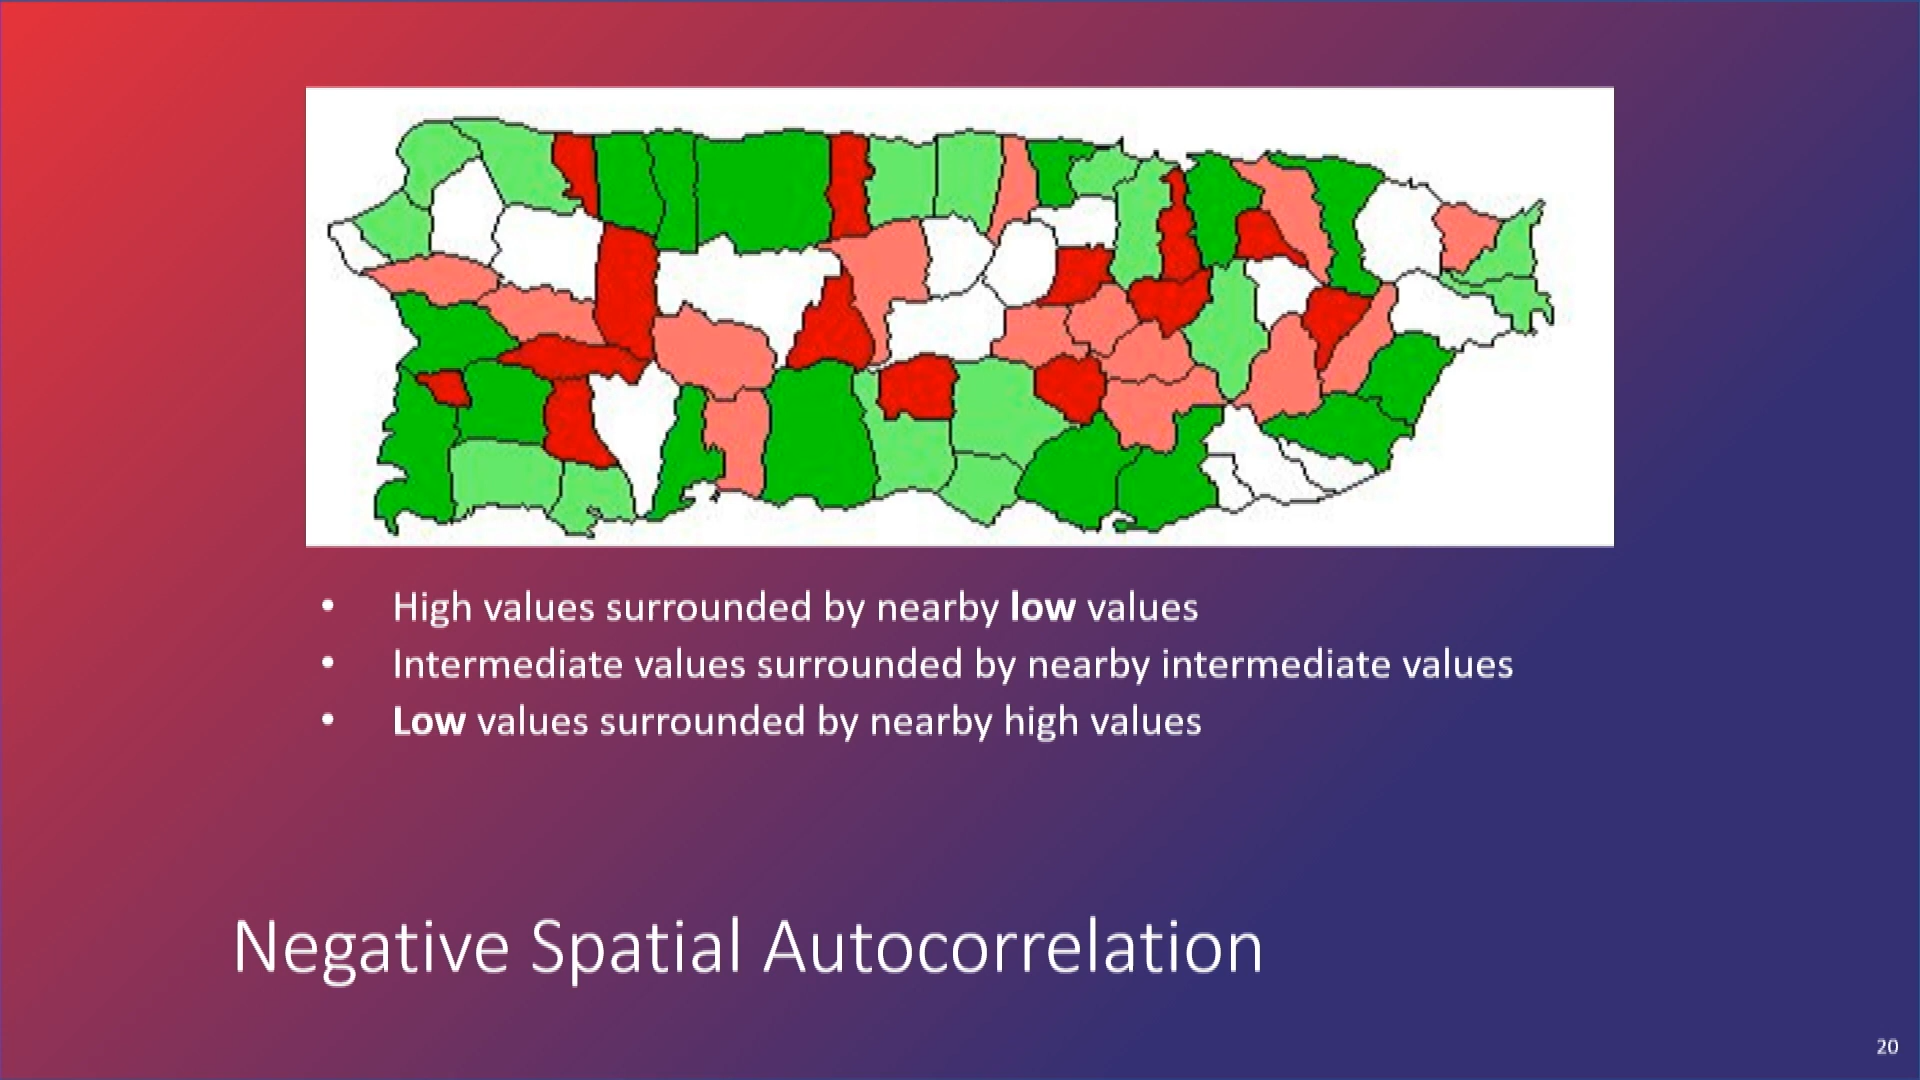 • High values surrounded by nearby low values
• Intermediate values surrounded by nearby intermediate values
• Low values surrounded by nearby high values
Negative Spatial Autocorrelation
20